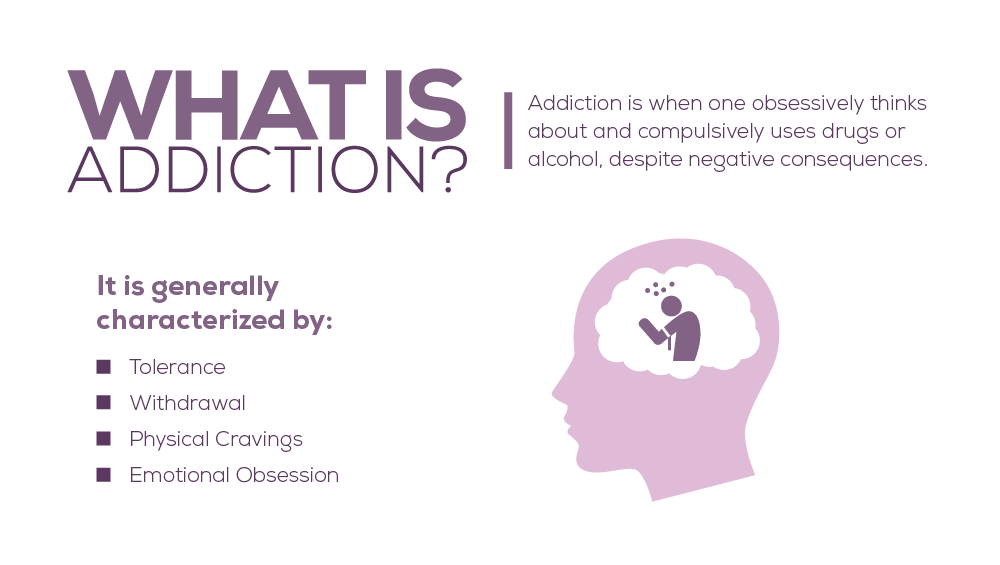 WHAT IS
ADDICTION?
Addiction is when one obsessively thinks
about and compulsively uses drugs or
alcohol, despite negative consequences.
It is generally
characterized by:
Tolerance
Withdrawal
Physical Cravings
Emotional Obsession